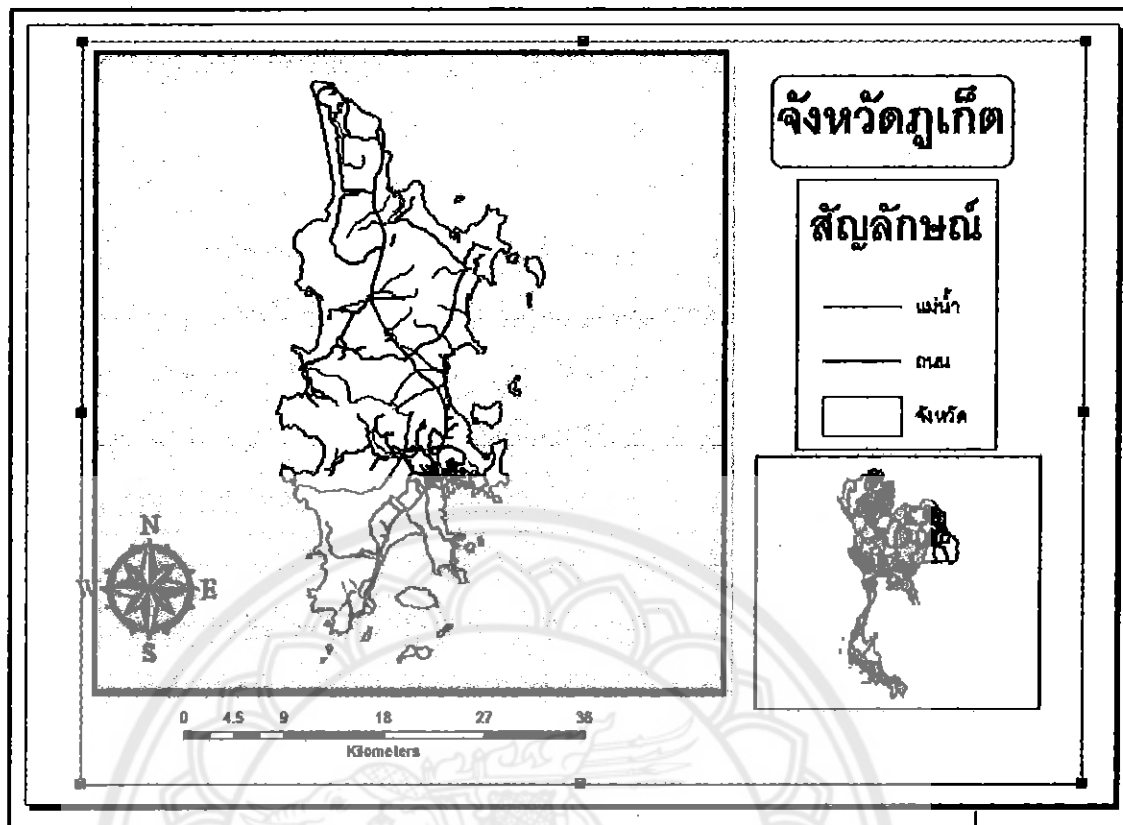 จังหวัดภูเก็ต
สัญลักษณ์
แม่น้ำ
ถนน
จังหวัด
N
W E
S
0 4.5 9 18 27 36
Kilometers